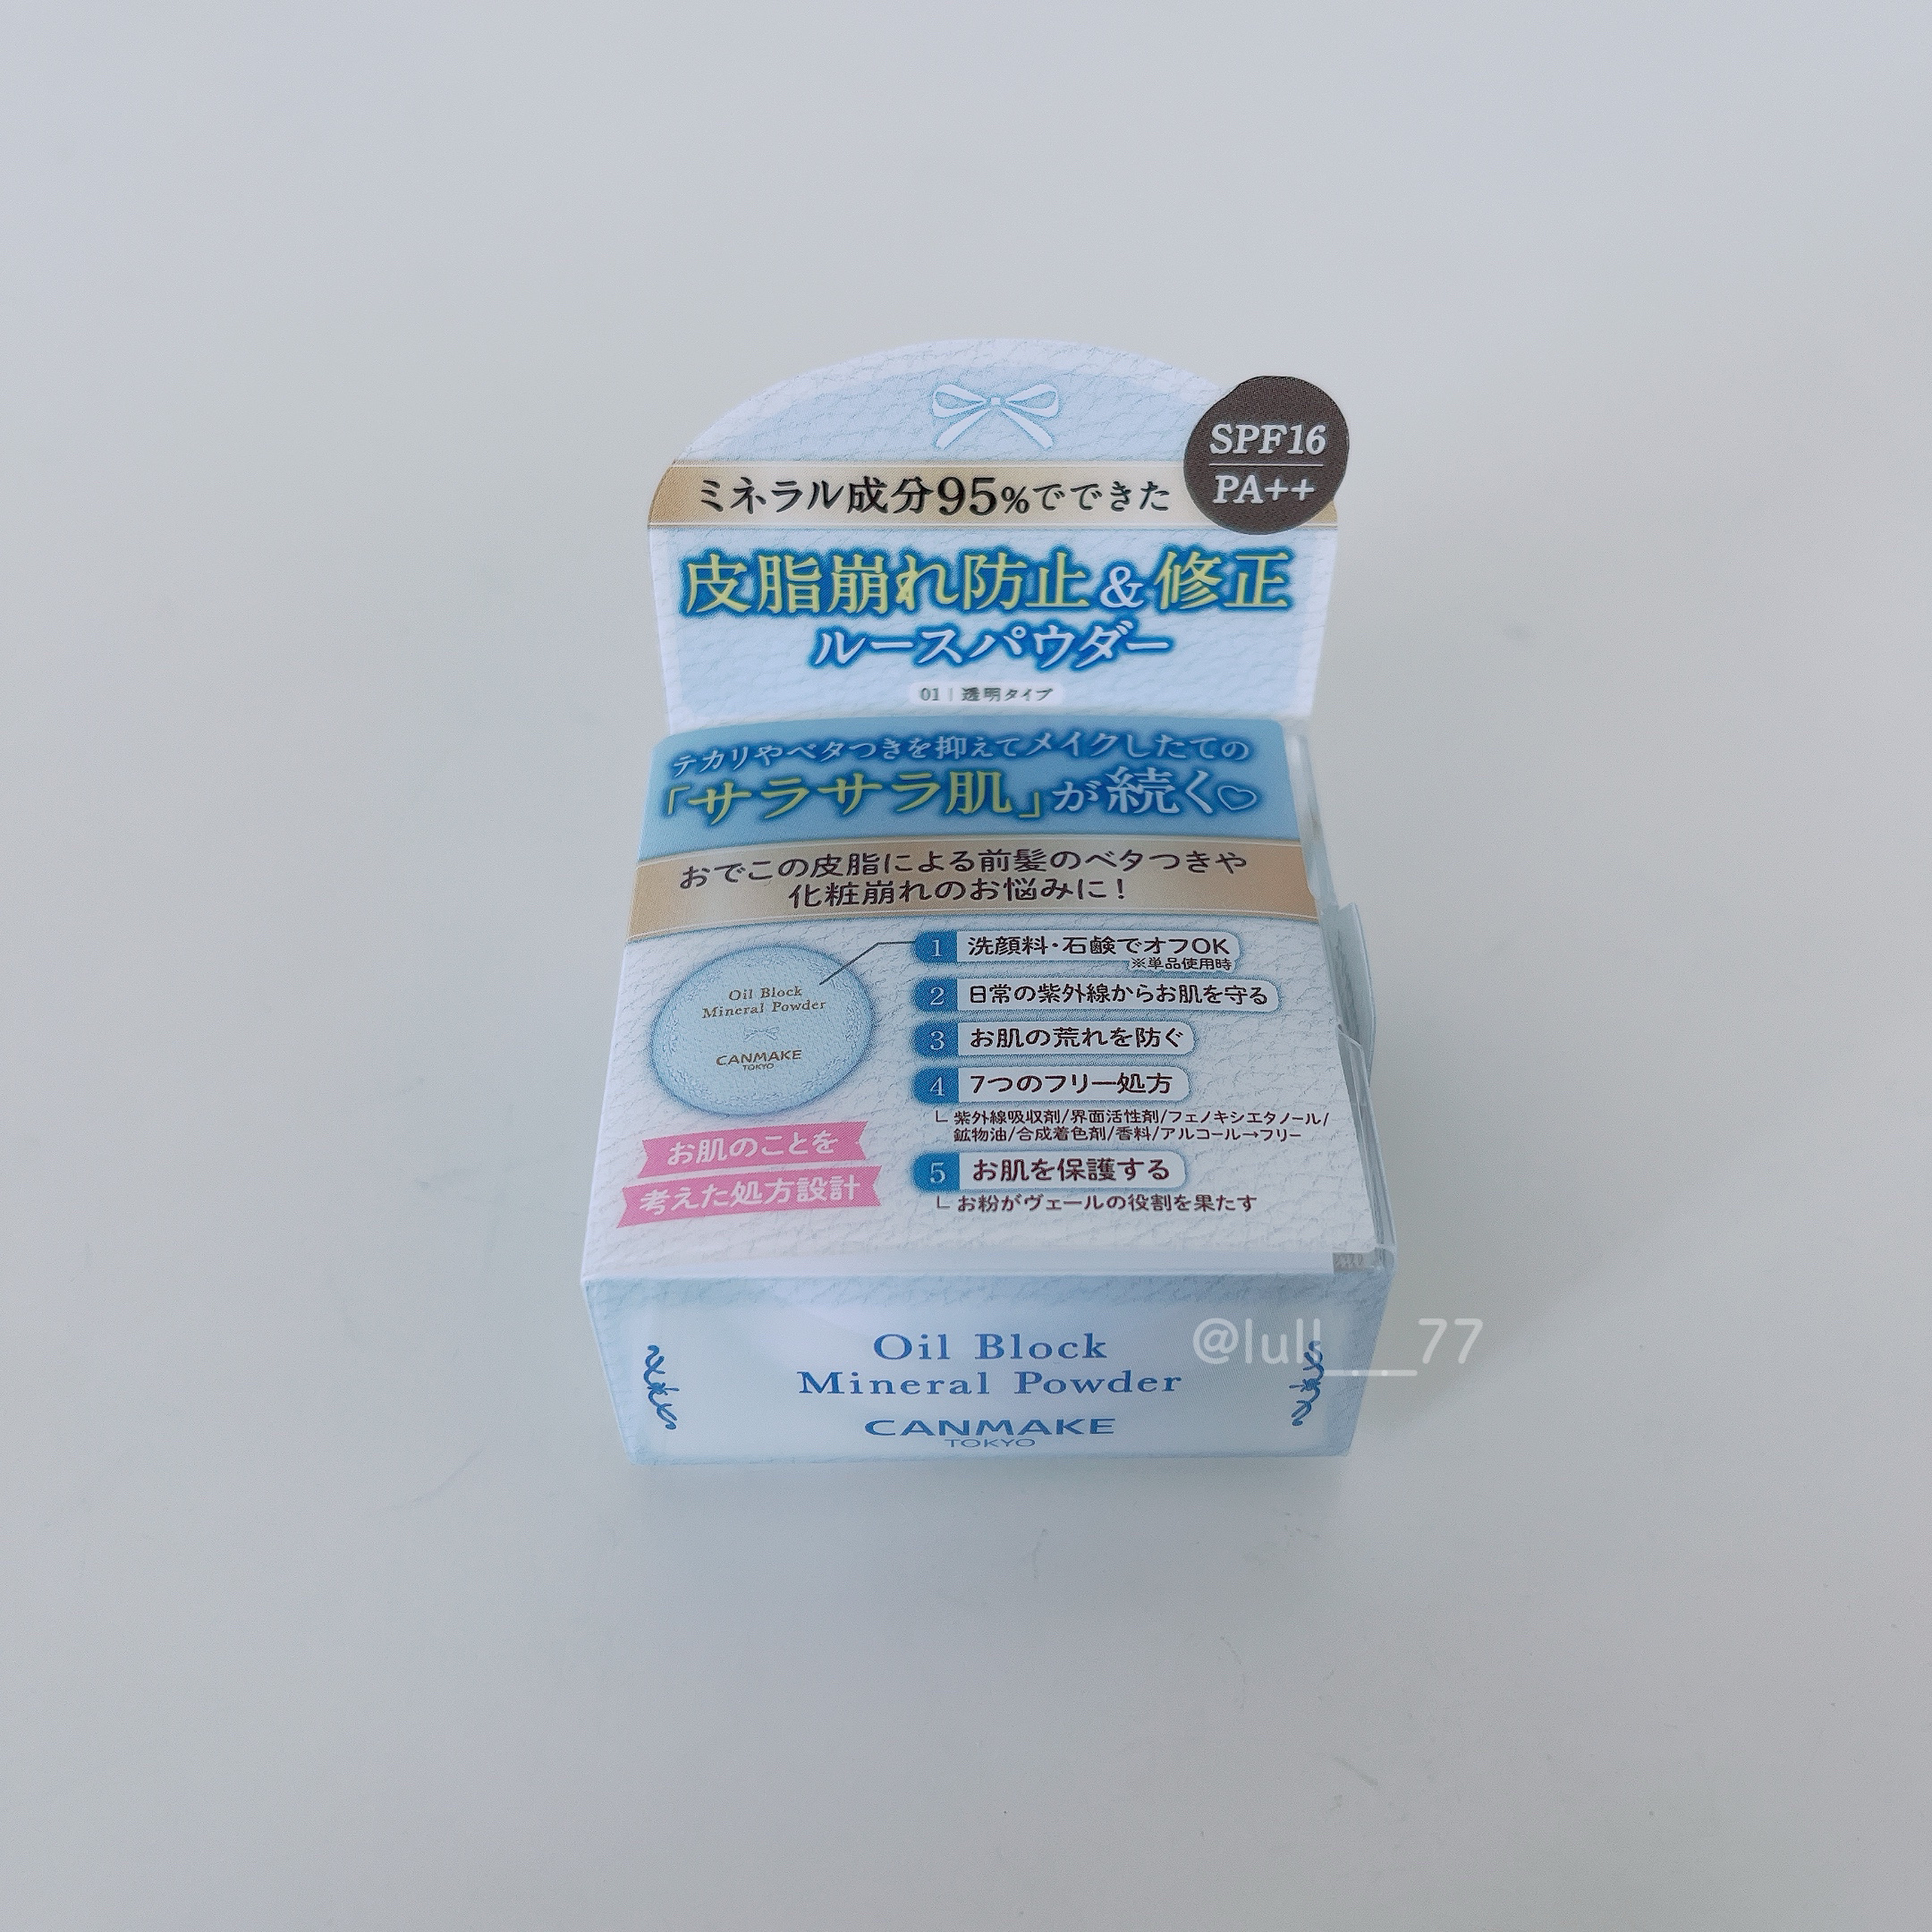 SPF16
PA++
ミネラル成分95%でできた
皮脂崩れ防止&修正
ルースパウダー
01 | 透明タイプ
テカリやベタつきを抑えてメイクしたての
「サラサラ肌」が続く♡
おでこの皮脂による前髪のベタつきや
化粧崩れのお悩みに!
Oil Block
Mineral Powder
CANMAKE
TOKYO
お肌のことを
考えた処方設計
1 洗顔料・石鹸でオフOK
※単品使用時
2 日常の紫外線からお肌を守る
3 お肌の荒れを防ぐ
4 7つのフリー処方
紫外線吸収剤/界面活性剤/フェノキシエタノール/
鉱物油/合成着色剤/香料/アルコール→フリー
5 お肌を保護する
お粉がヴェールの役割を果たす
Oil Block
Mineral Powder
CANMAKE
TOKYO
@lull___77